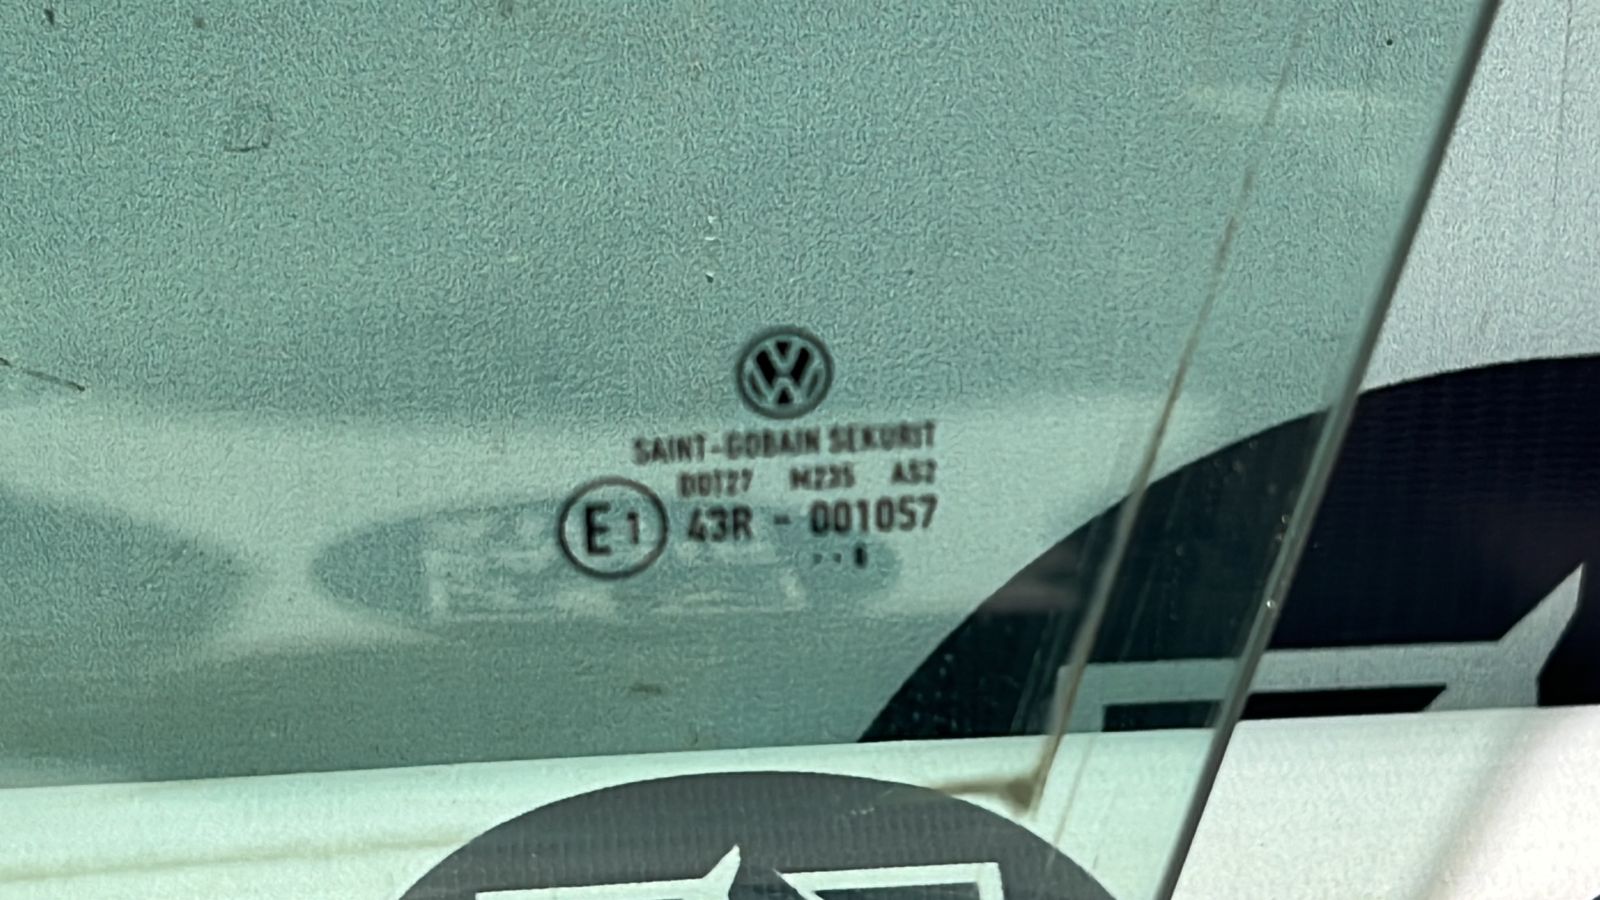 SAINT-GOBAIN SEKURIT
DOT27 M235 AS2
E1 43R - 001057